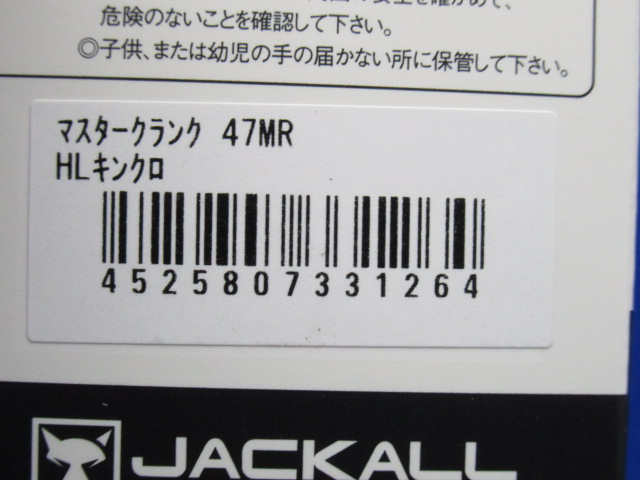 危険のないことを確認して下さい。
◎子供、または幼児の手の届かない所に保管して下さい。
ﾏｽﾀｰｸﾗﾝｸ 47MR
HLｷﾝｸﾛ
4525807331264
JACKALL